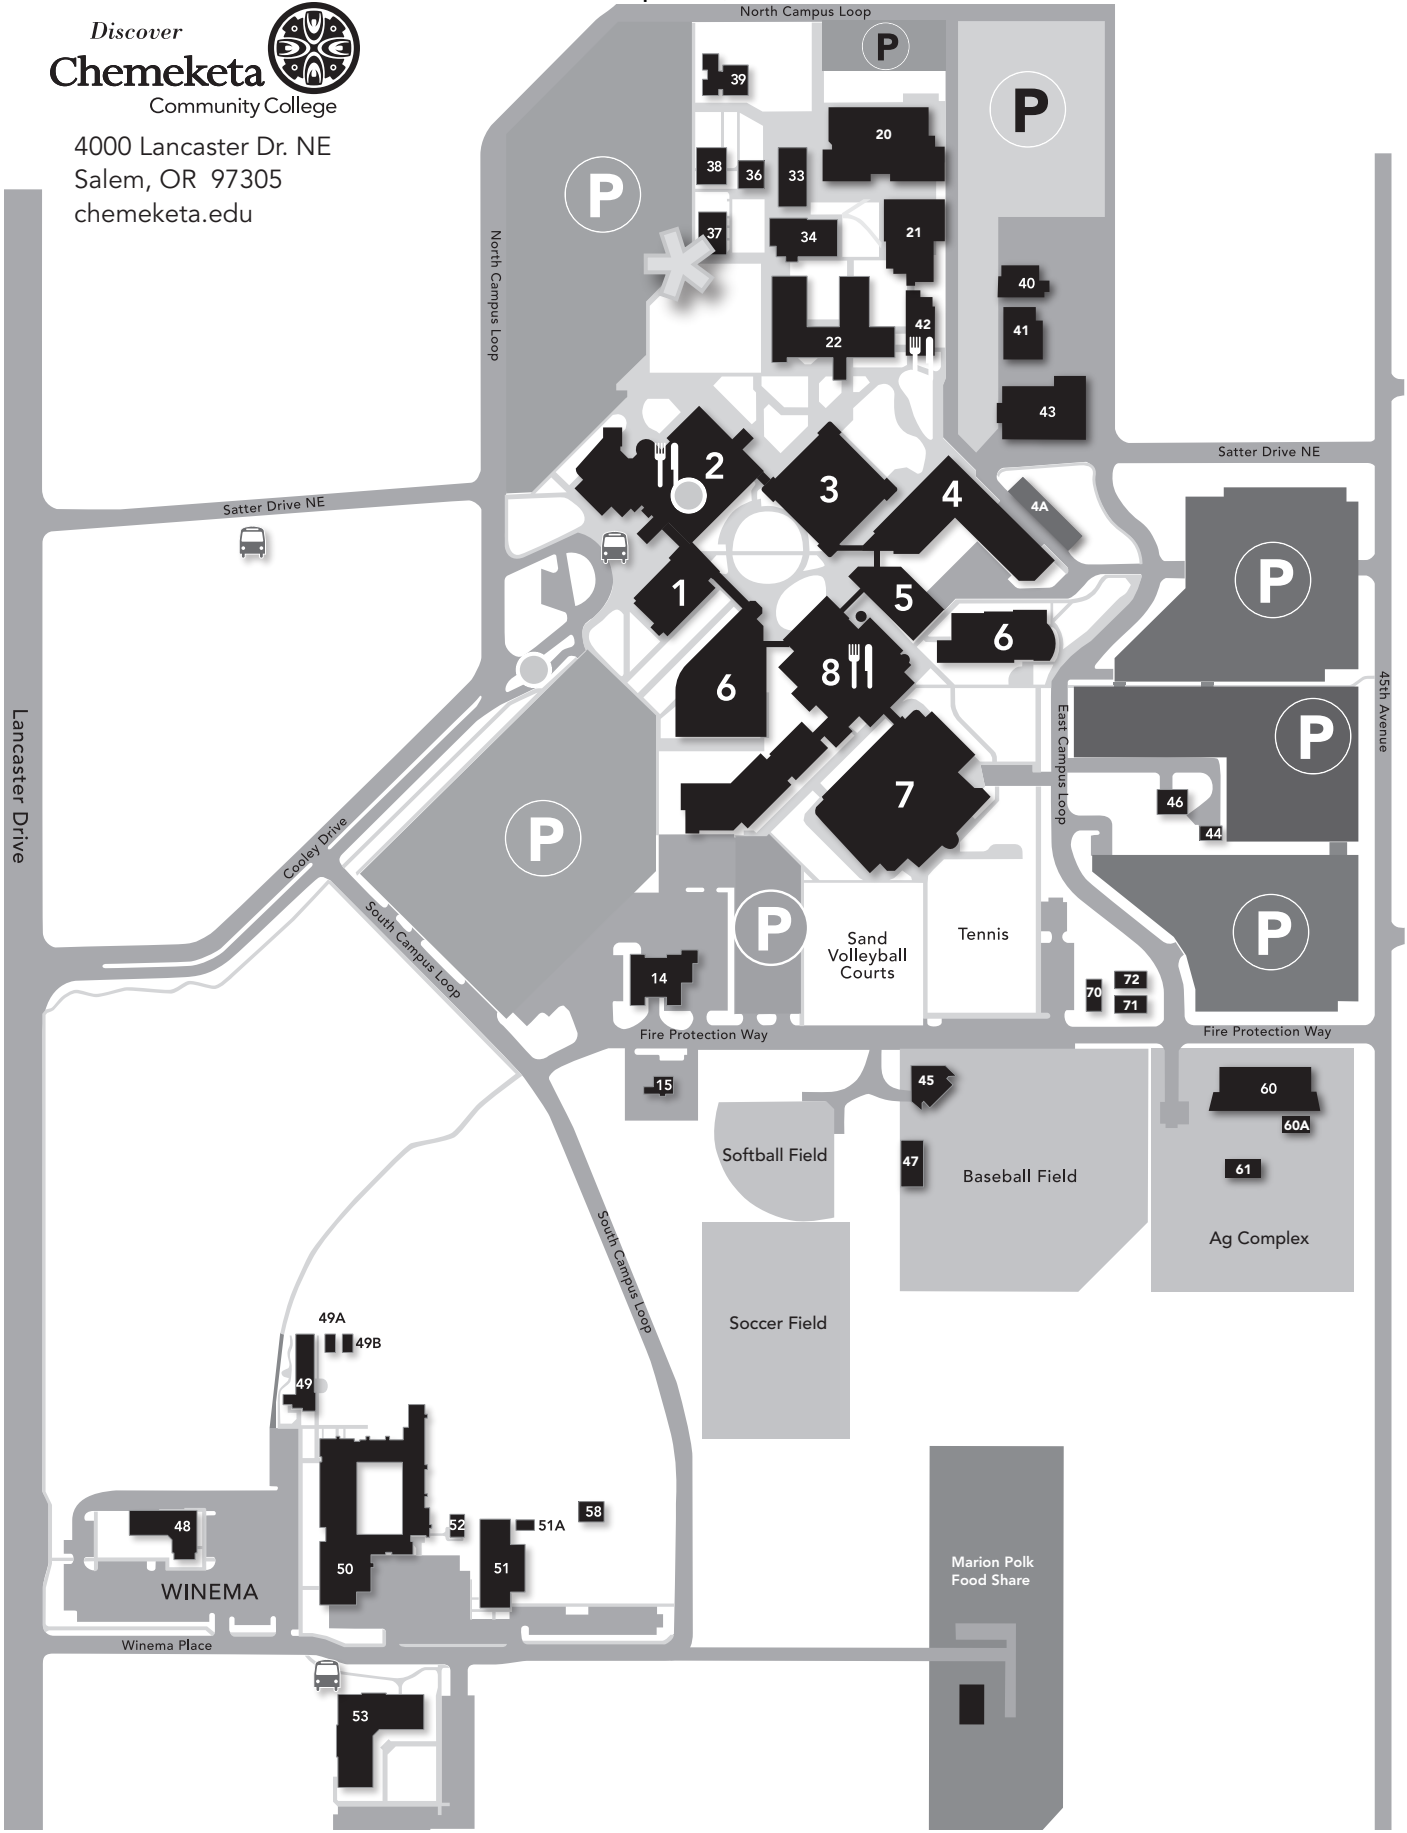 Discover
Chemeketa
Community College
4000 Lancaster Dr. NE
Salem, OR 97305
chemeketa.edu
North Campus Loop
P
P
P
39
20
38
36
33
37
34
21
North Campus Loop
40
41
42
22
43
Satter Drive NE
Satter Drive NE
2
3
4
4A
P
1
5
6
8
6
45th Avenue
East Campus Loop
P
Lancaster Drive
7
46
44
P
Cooley Drive
South Campus Loop
P
P
Sand
Volleyball
Courts
Tennis
14
72
70
71
Fire Protection Way
Fire Protection Way
15
45
60
60A
Softball Field
47
Baseball Field
61
Ag Complex
South Campus Loop
Soccer Field
49A
49B
49
48
52
51A
58
50
51
WINEMA
Marion Polk
Food Share
Winema Place
53